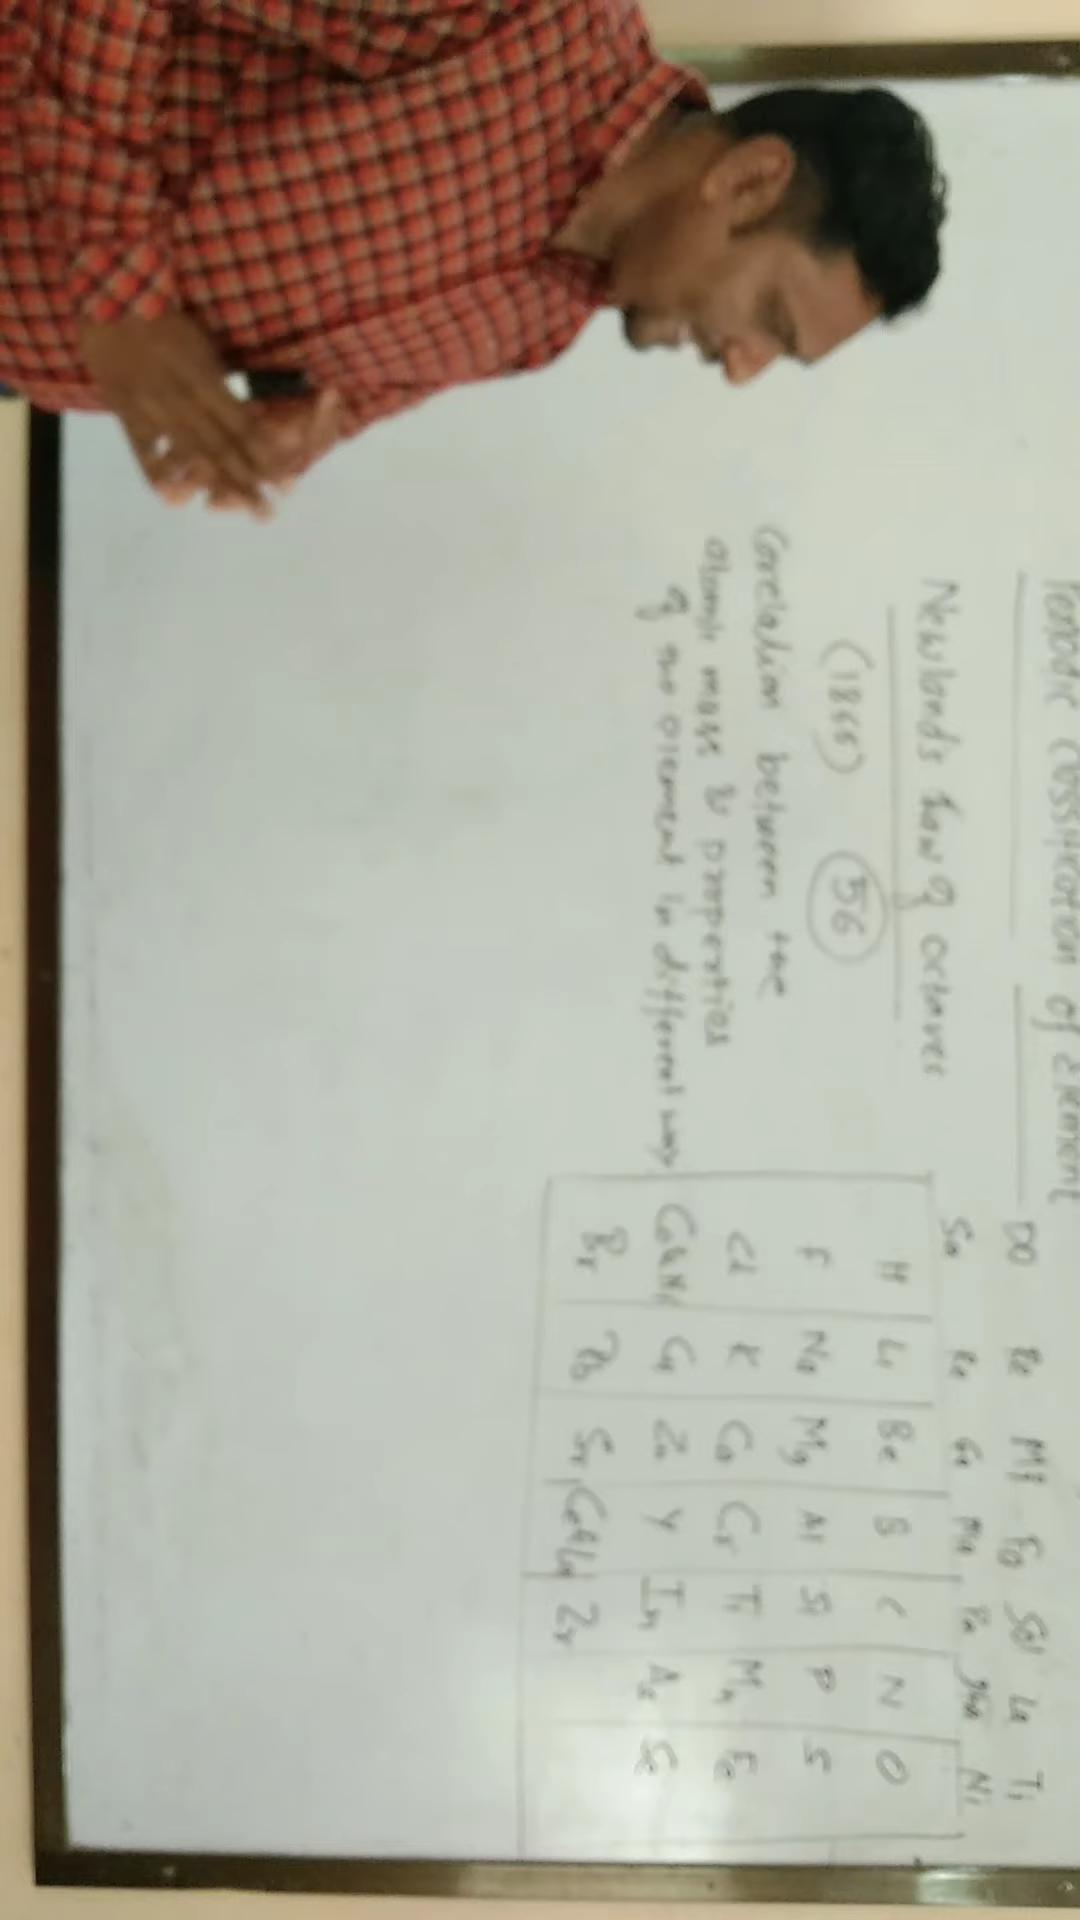 Periodic Clssification of Element
Newlands Law of octaves
(1866) 56
Corelation between the
atomic mass & properties
of the element in different way
Do Re Mi Fa Sol La Ti
Sa Re Ga Ma Pa Dha Ni
H Li Be B C N O
F Na Mg Al Si P S
Cl K Ca Cr Ti Mn Fe
Co&Ni Cu Zn Y In As Se
Br Rb Sr Ce&La Zr